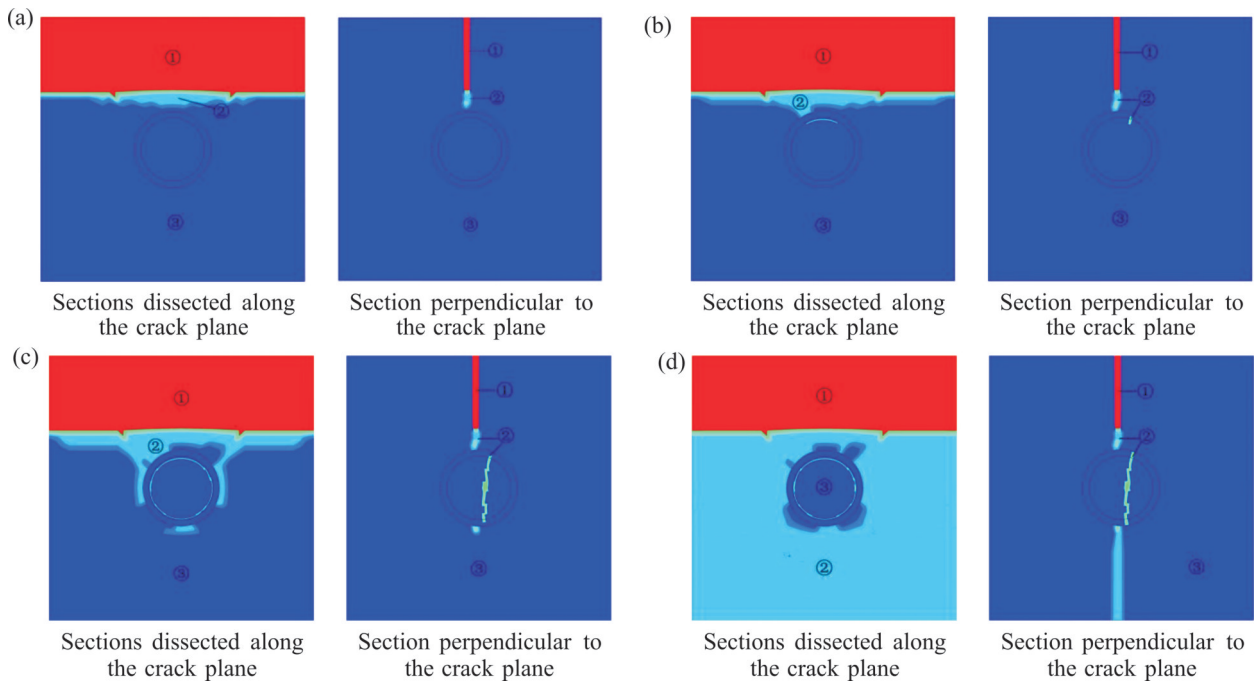 (a)
①
②
③
①
②
③
Sections dissected along
the crack plane
Section perpendicular to
the crack plane
(b)
①
②
③
①
②
③
Sections dissected along
the crack plane
Section perpendicular to
the crack plane
(c)
①
②
③
①
②
③
Sections dissected along
the crack plane
Section perpendicular to
the crack plane
(d)
①
③
②
①
②
③
Sections dissected along
the crack plane
Section perpendicular to
the crack plane